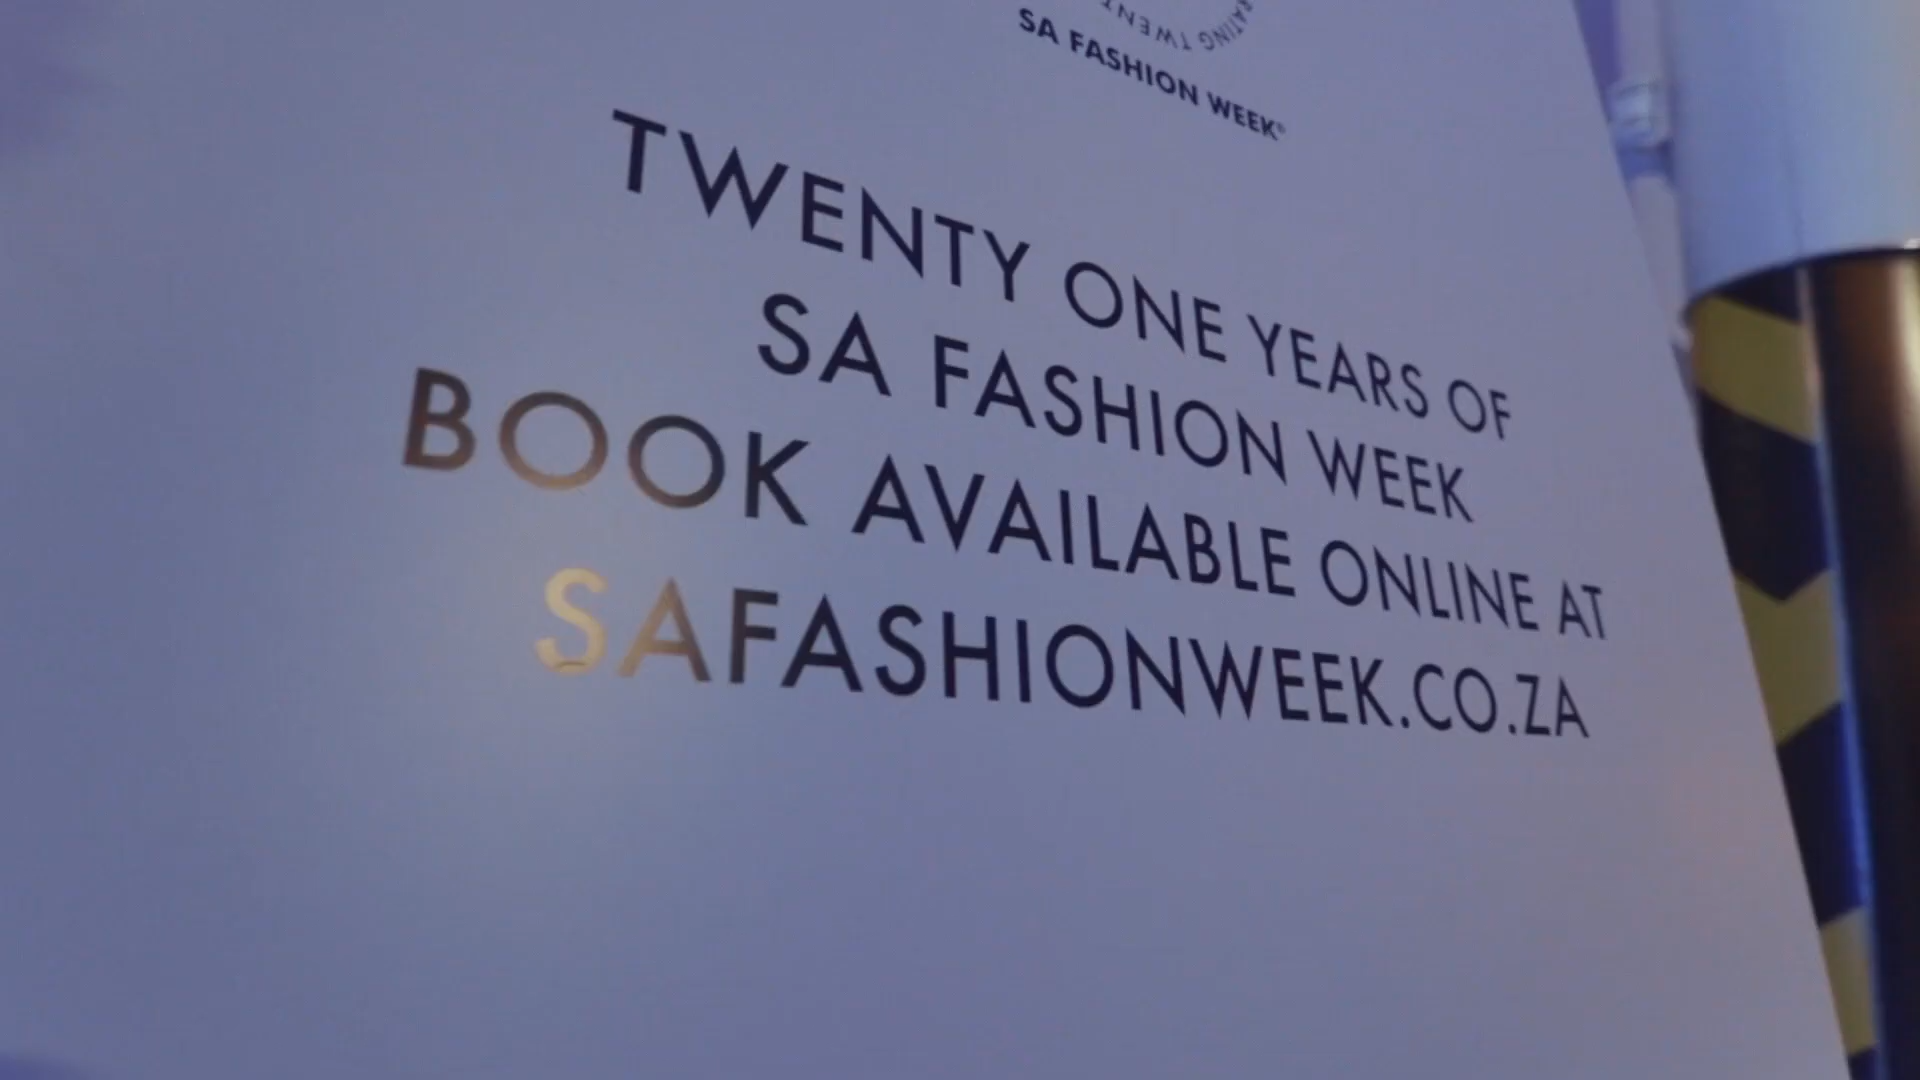 SA FASHION WEEK®
TWENTY ONE YEARS OF
SA FASHION WEEK
BOOK AVAILABLE ONLINE AT
SAFASHIONWEEK.CO.ZA